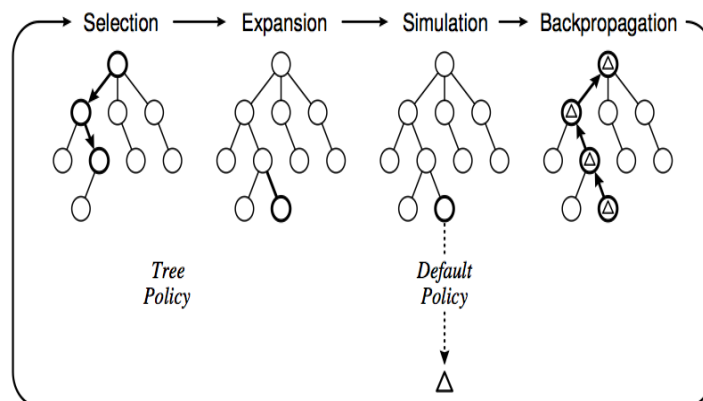 Selection Expansion Simulation Backpropagation
Tree
Policy
Default
Policy